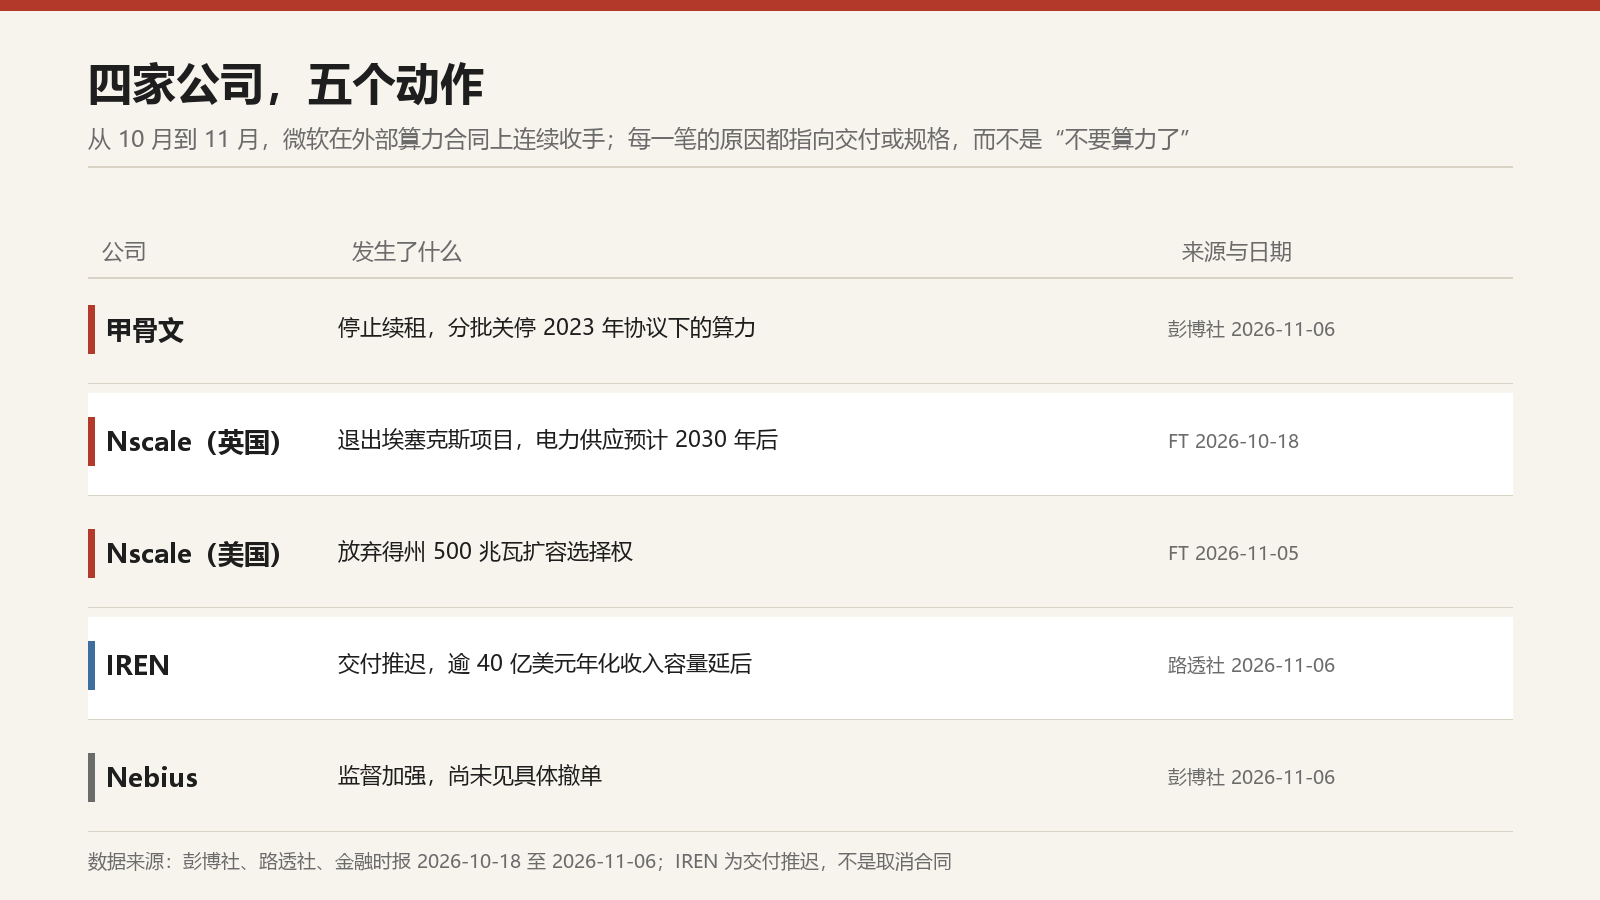 四家公司，五个动作
从 10 月到 11 月，微软在外部算力合同上连续收手；每一笔的原因都指向交付或规格，而不是“不要算力了”
公司 发生了什么 来源与日期
甲骨文 停止续租，分批关停 2023 年协议下的算力 彭博社 2026-11-06
Nscale（英国） 退出埃塞克斯项目，电力供应预计 2030 年后 FT 2026-10-18
Nscale（美国） 放弃得州 500 兆瓦扩容选择权 FT 2026-11-05
IREN 交付推迟，逾 40 亿美元年化收入容量延后 路透社 2026-11-06
Nebius 监督加强，尚未见具体撤单 彭博社 2026-11-06
数据来源：彭博社、路透社、金融时报 2026-10-18 至 2026-11-06；IREN 为交付推迟，不是取消合同